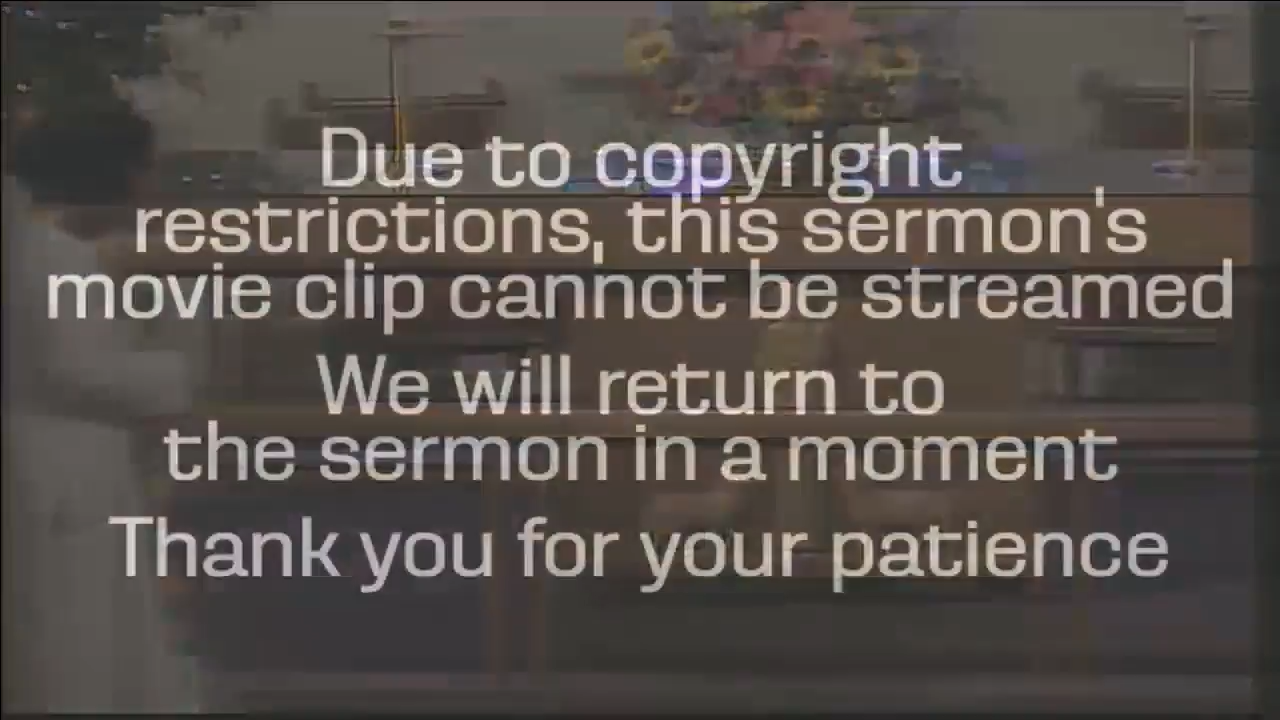 Due to copyright
restrictions, this sermon's
movie clip cannot be streamed
We will return to
the sermon in a moment
Thank you for your patience